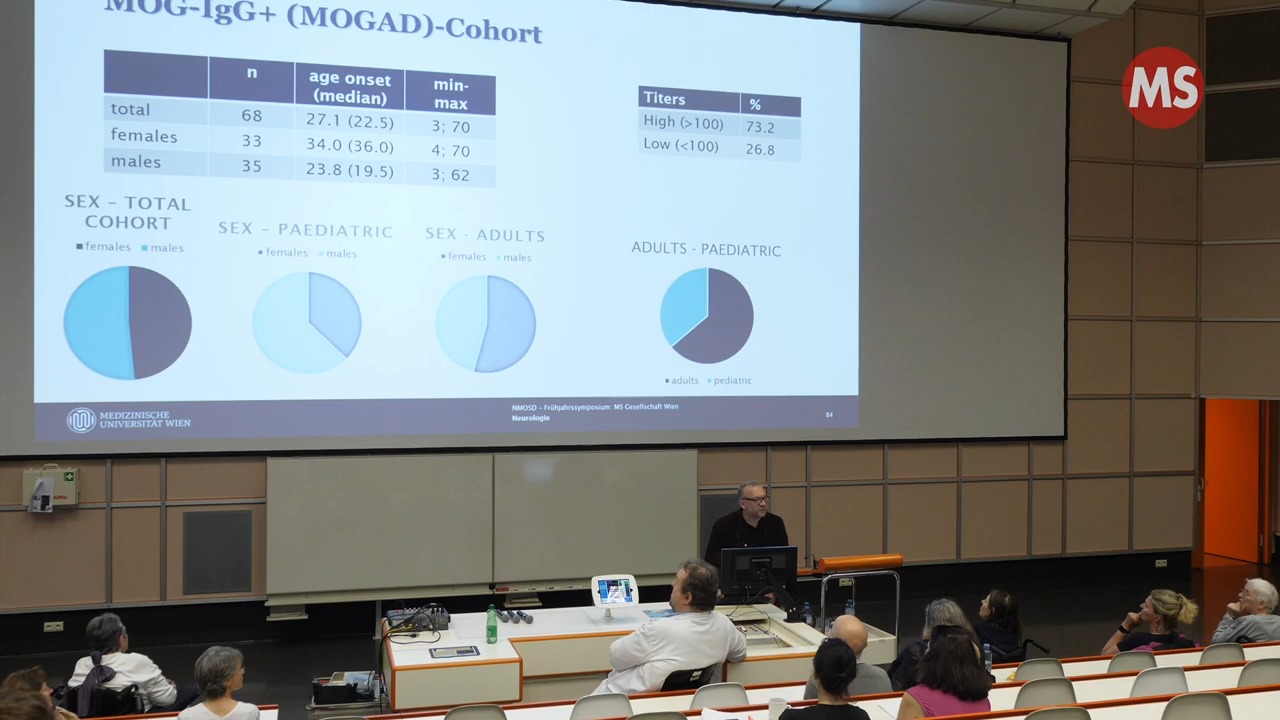 MOG-IgG+ (MOGAD)-Cohort
MS
n age onset (median) min-max
total 68 27.1 (22.5) 3; 70
females 33 34.0 (36.0) 4; 70
males 35 23.8 (19.5) 3; 62
Titers %
High (>100) 73.2
Low (<100) 26.8
SEX – TOTAL
COHORT
females males
SEX – PAEDIATRIC
females males
SEX - ADULTS
females males
ADULTS - PAEDIATRIC
adults pediatric
MEDIZINISCHE
UNIVERSITÄT WIEN
NMOSD – Frühjahrssymposium: MS Gesellschaft Wien
Neurologie
84